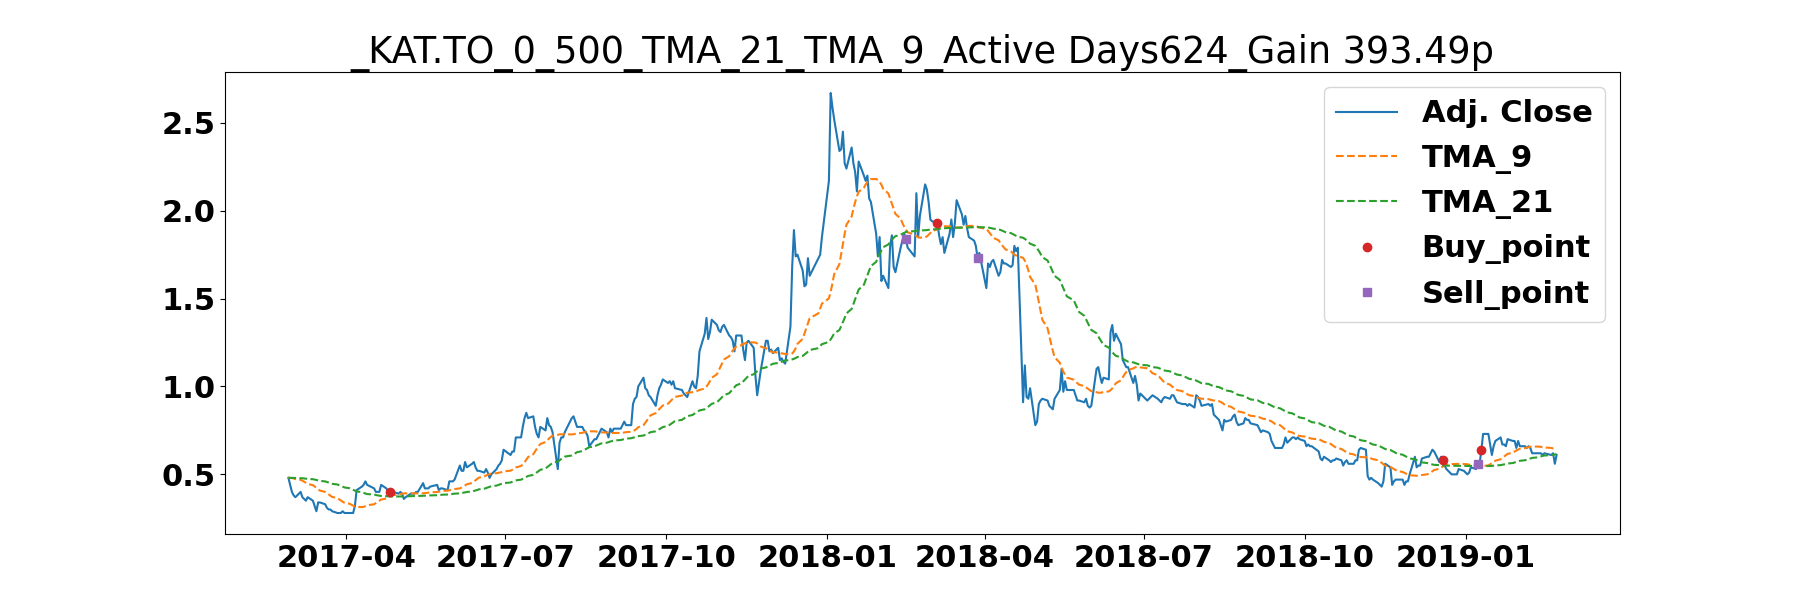 _KAT.TO_0_500_TMA_21_TMA_9_Active Days624_Gain 393.49p
2.5
2.0
1.5
1.0
0.5
Adj. Close
TMA_9
TMA_21
Buy_point
Sell_point
2017-04 2017-07 2017-10 2018-01 2018-04 2018-07 2018-10 2019-01